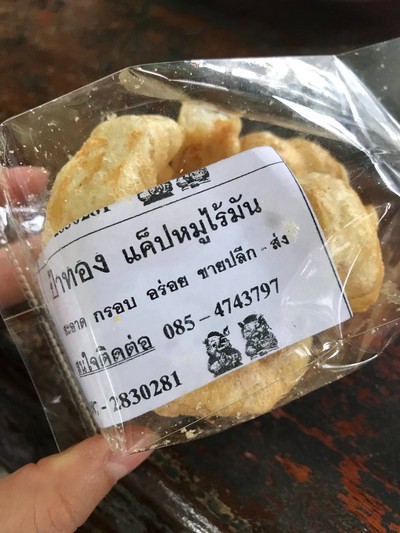 ป้าทอง แค็ปหมูไร้มัน
สะอาด กรอบ อร่อย ขายปลีก - ส่ง
สนใจติดต่อ 085 - 4743797
- 2830281